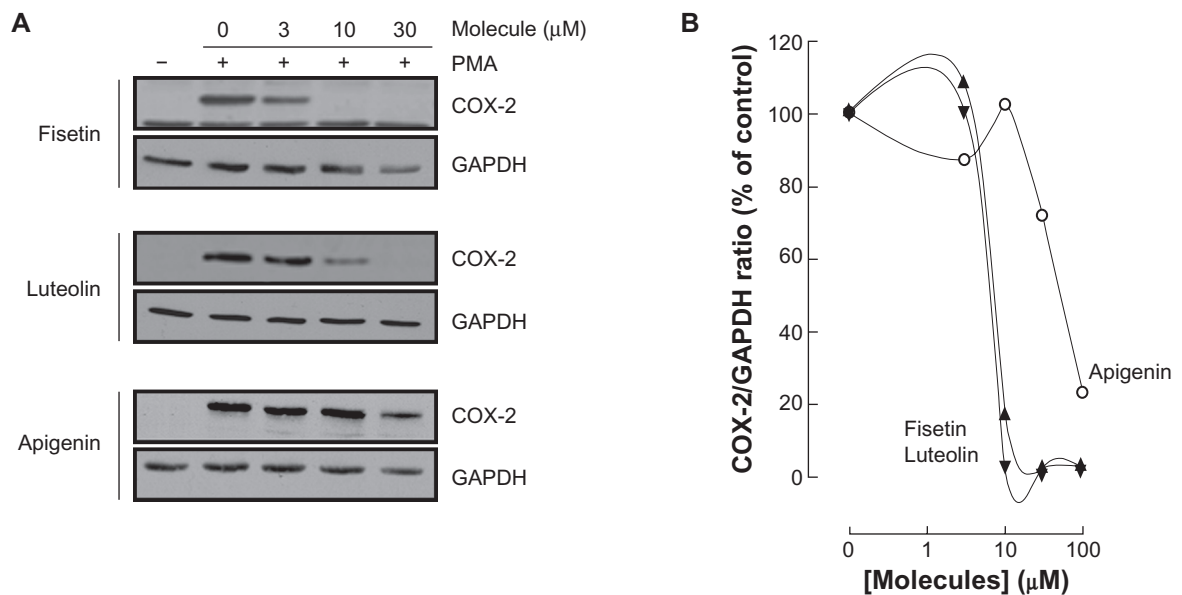 A
0 3 10 30 Molecule (μM)
– + + + + PMA
Fisetin
COX-2
GAPDH
Luteolin
COX-2
GAPDH
Apigenin
COX-2
GAPDH
B
COX-2/GAPDH ratio (% of control)
120
100
80
60
40
20
0
Apigenin
Fisetin
Luteolin
0 1 10 100
[Molecules] (μM)